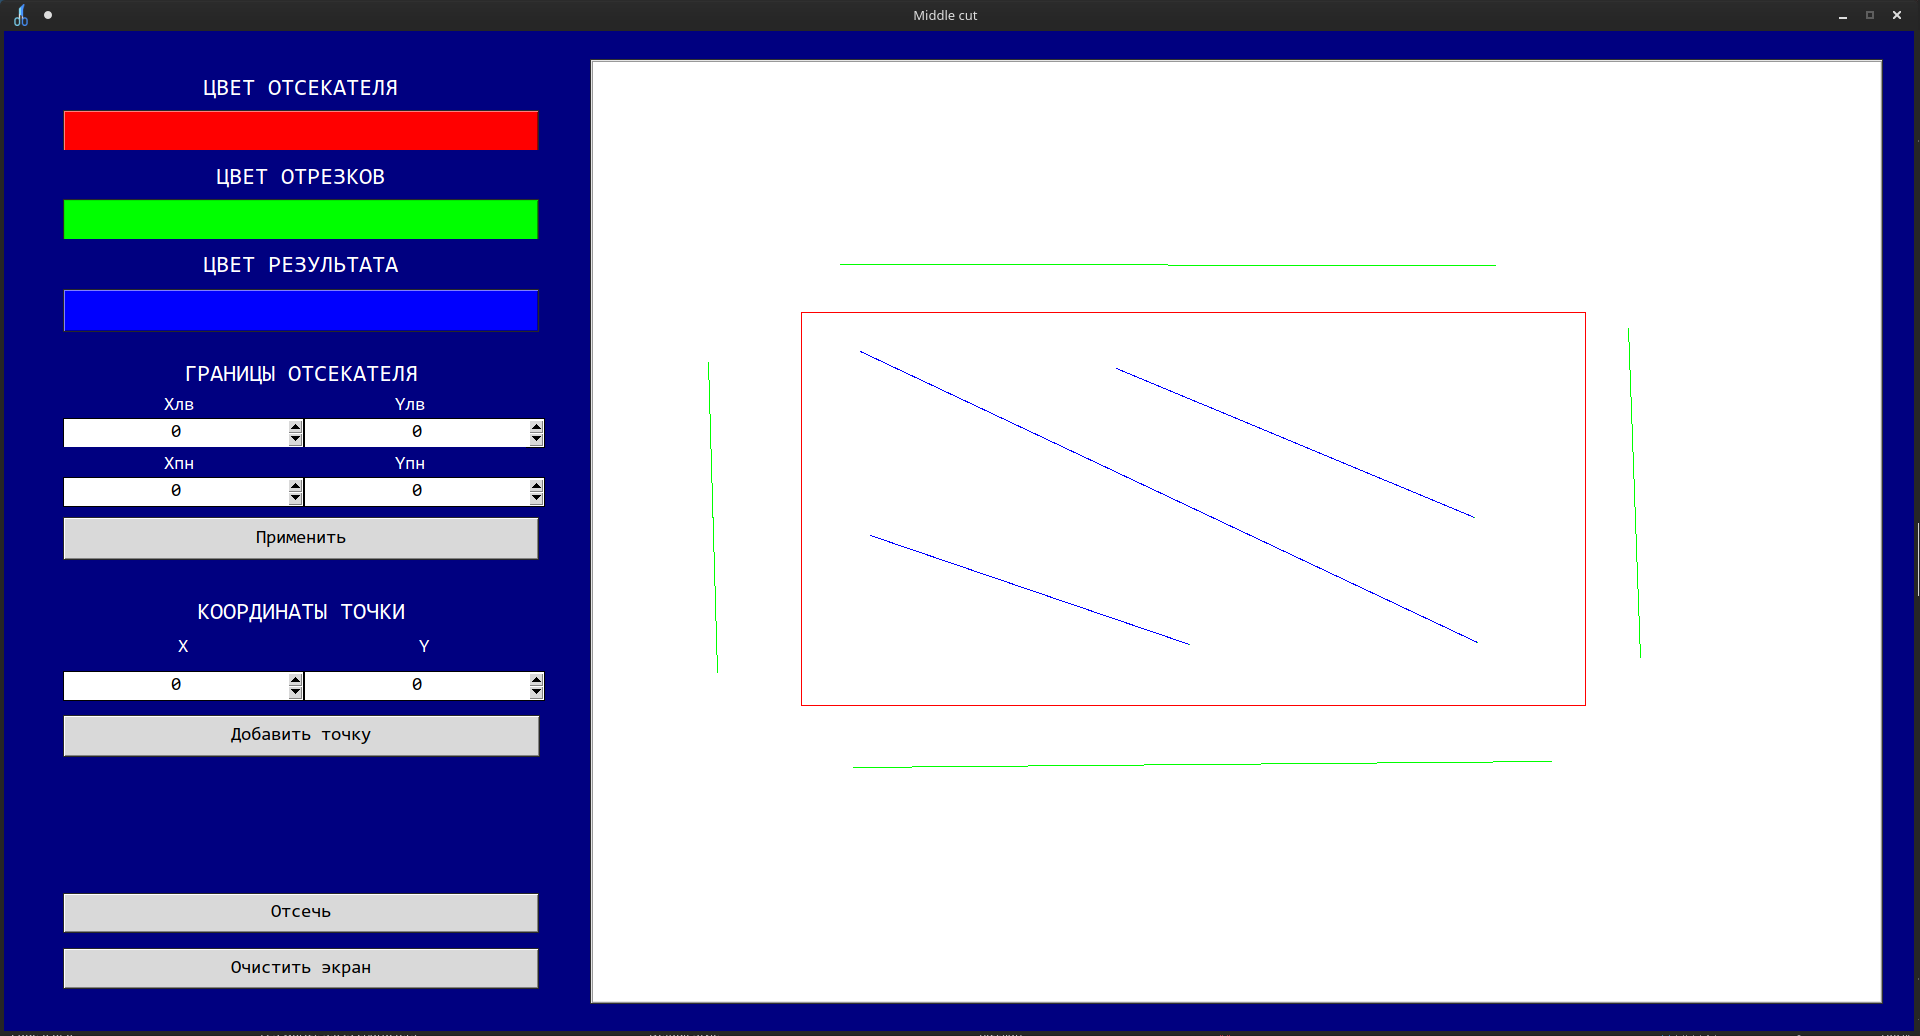 Middle cut
ЦВЕТ ОТСЕКАТЕЛЯ
ЦВЕТ ОТРЕЗКОВ
ЦВЕТ РЕЗУЛЬТАТА
ГРАНИЦЫ ОТСЕКАТЕЛЯ
Xлв Yлв
0 0
Xпн Yпн
0 0
Применить
КООРДИНАТЫ ТОЧКИ
X Y
0 0
Добавить точку
Отсечь
Очистить экран